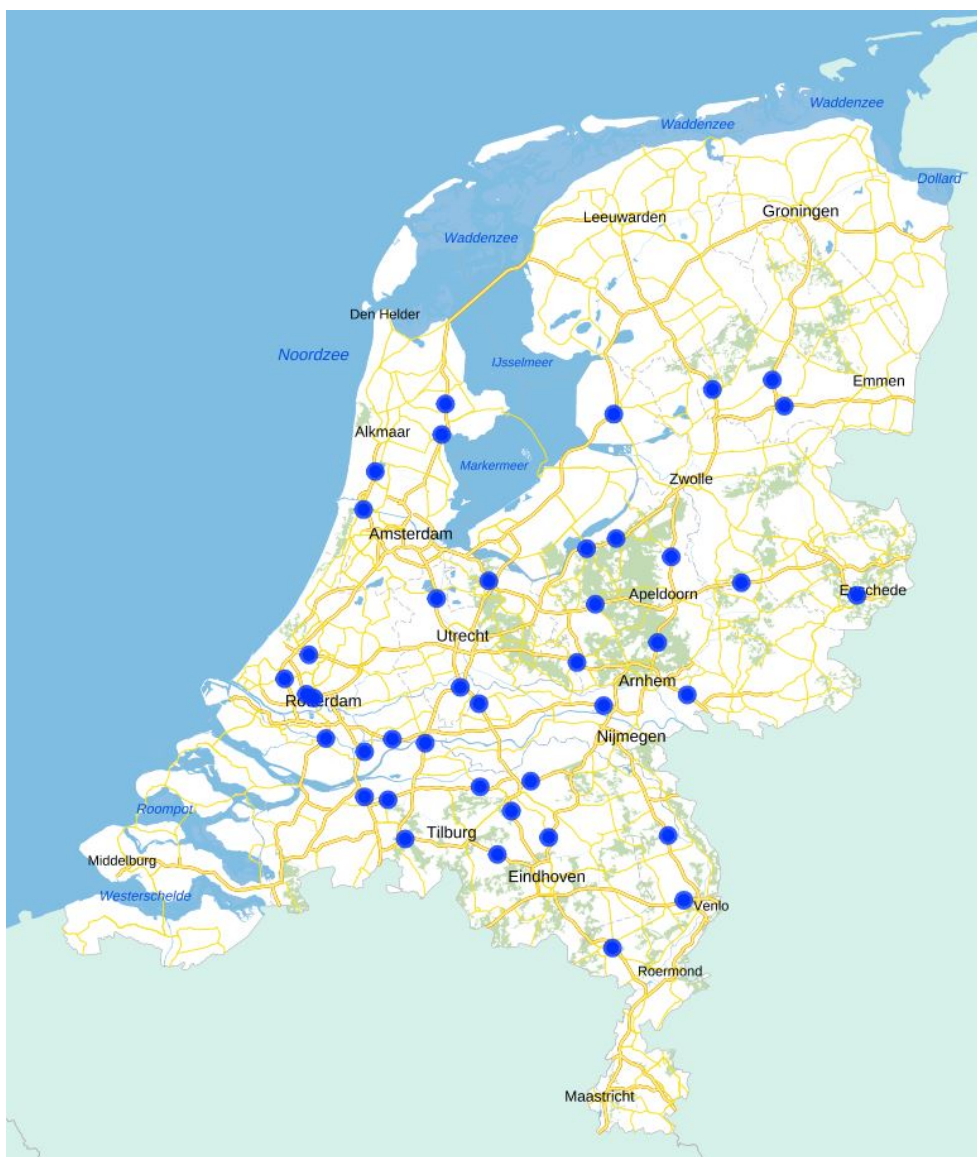 Waddenzee
Waddenzee
Dollard
Groningen
Leeuwarden
Waddenzee
Den Helder
Noordzee
IJsselmeer
Emmen
Alkmaar
Markermeer
Zwolle
Amsterdam
Apeldoorn
Enschede
Utrecht
Arnhem
Rotterdam
Nijmegen
Roompot
Tilburg
Middelburg
Eindhoven
Westerschelde
Venlo
Roermond
Maastricht